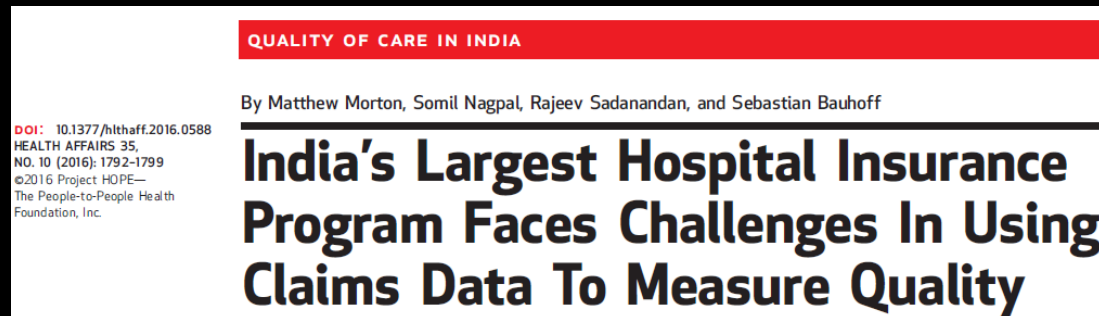 QUALITY OF CARE IN INDIA
By Matthew Morton, Somil Nagpal, Rajeev Sadanandan, and Sebastian Bauhoff
DOI: 10.1377/hlthaff.2016.0588
HEALTH AFFAIRS 35,
NO. 10 (2016): 1792–1799
©2016 Project HOPE—
The People-to-People Health
Foundation, Inc.
India's Largest Hospital Insurance
Program Faces Challenges In Using
Claims Data To Measure Quality